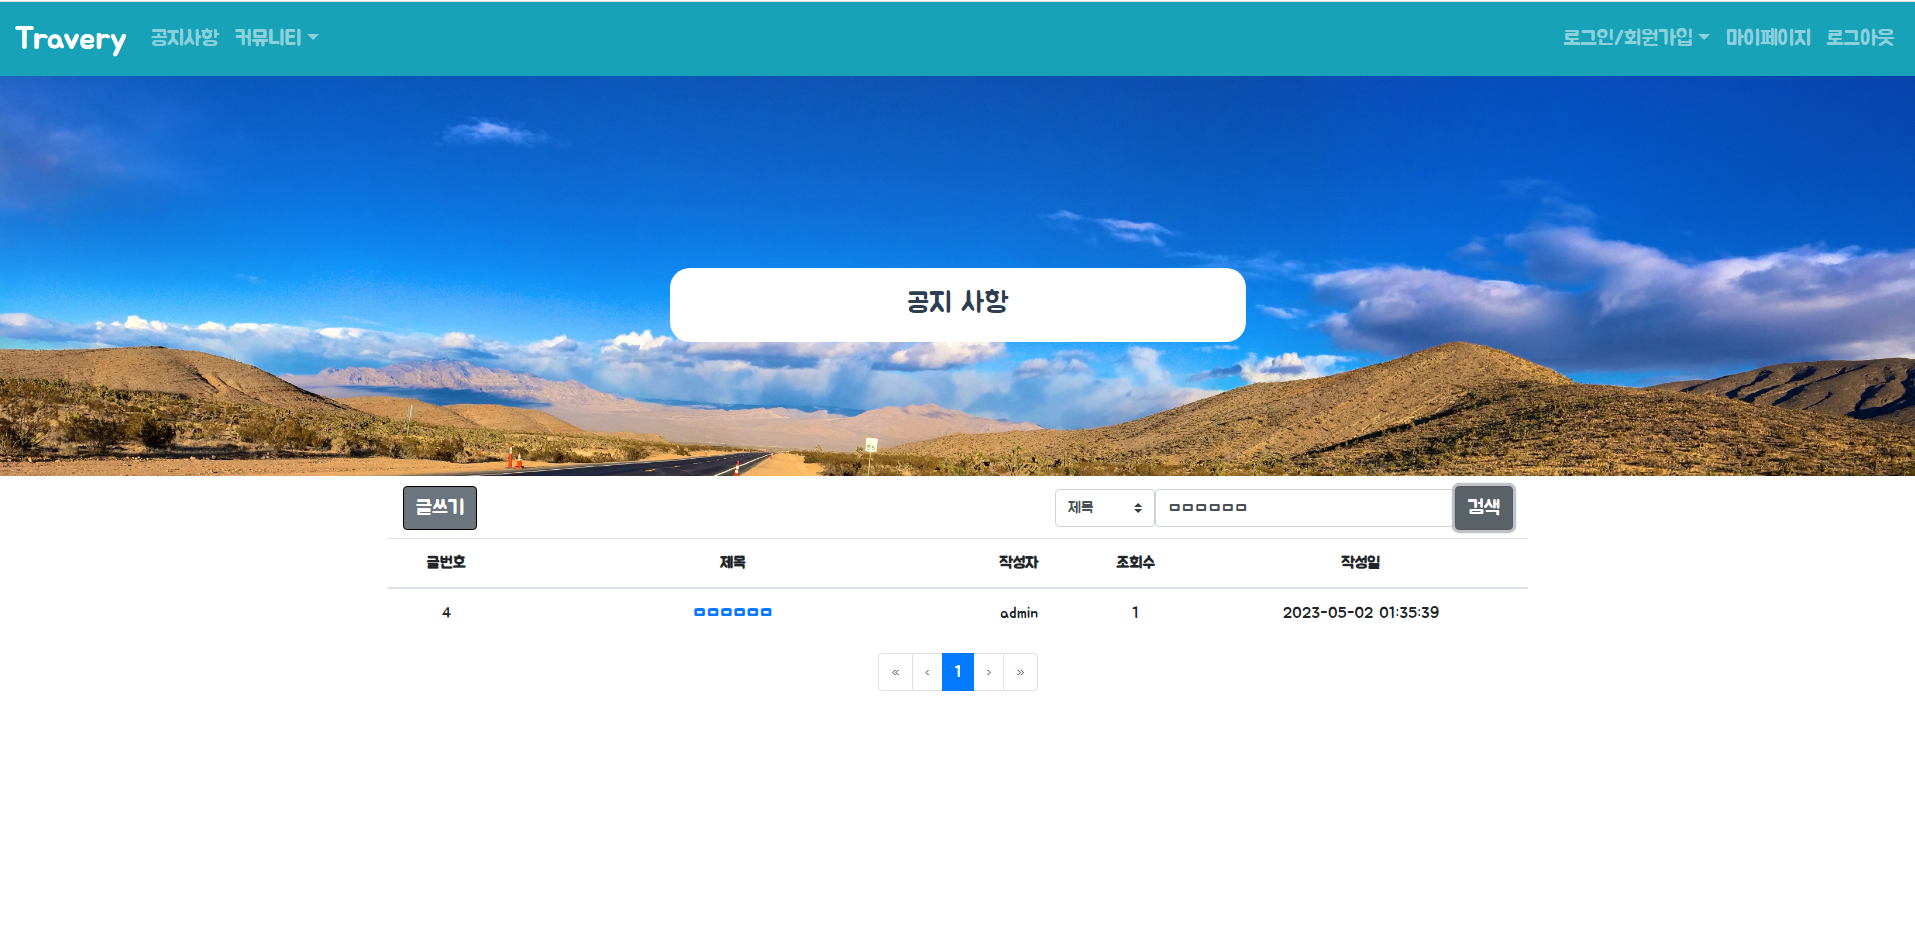 Travery 공지사항 커뮤니티 로그인/회원가입 마이페이지 로그아웃
공지 사항
글쓰기 제목 ㅁㅁㅁㅁㅁㅁ 검색
글번호 제목 작성자 조회수 작성일
4 ㅁㅁㅁㅁㅁㅁ admin 1 2023-05-02 01:35:39
« ‹ 1 › »